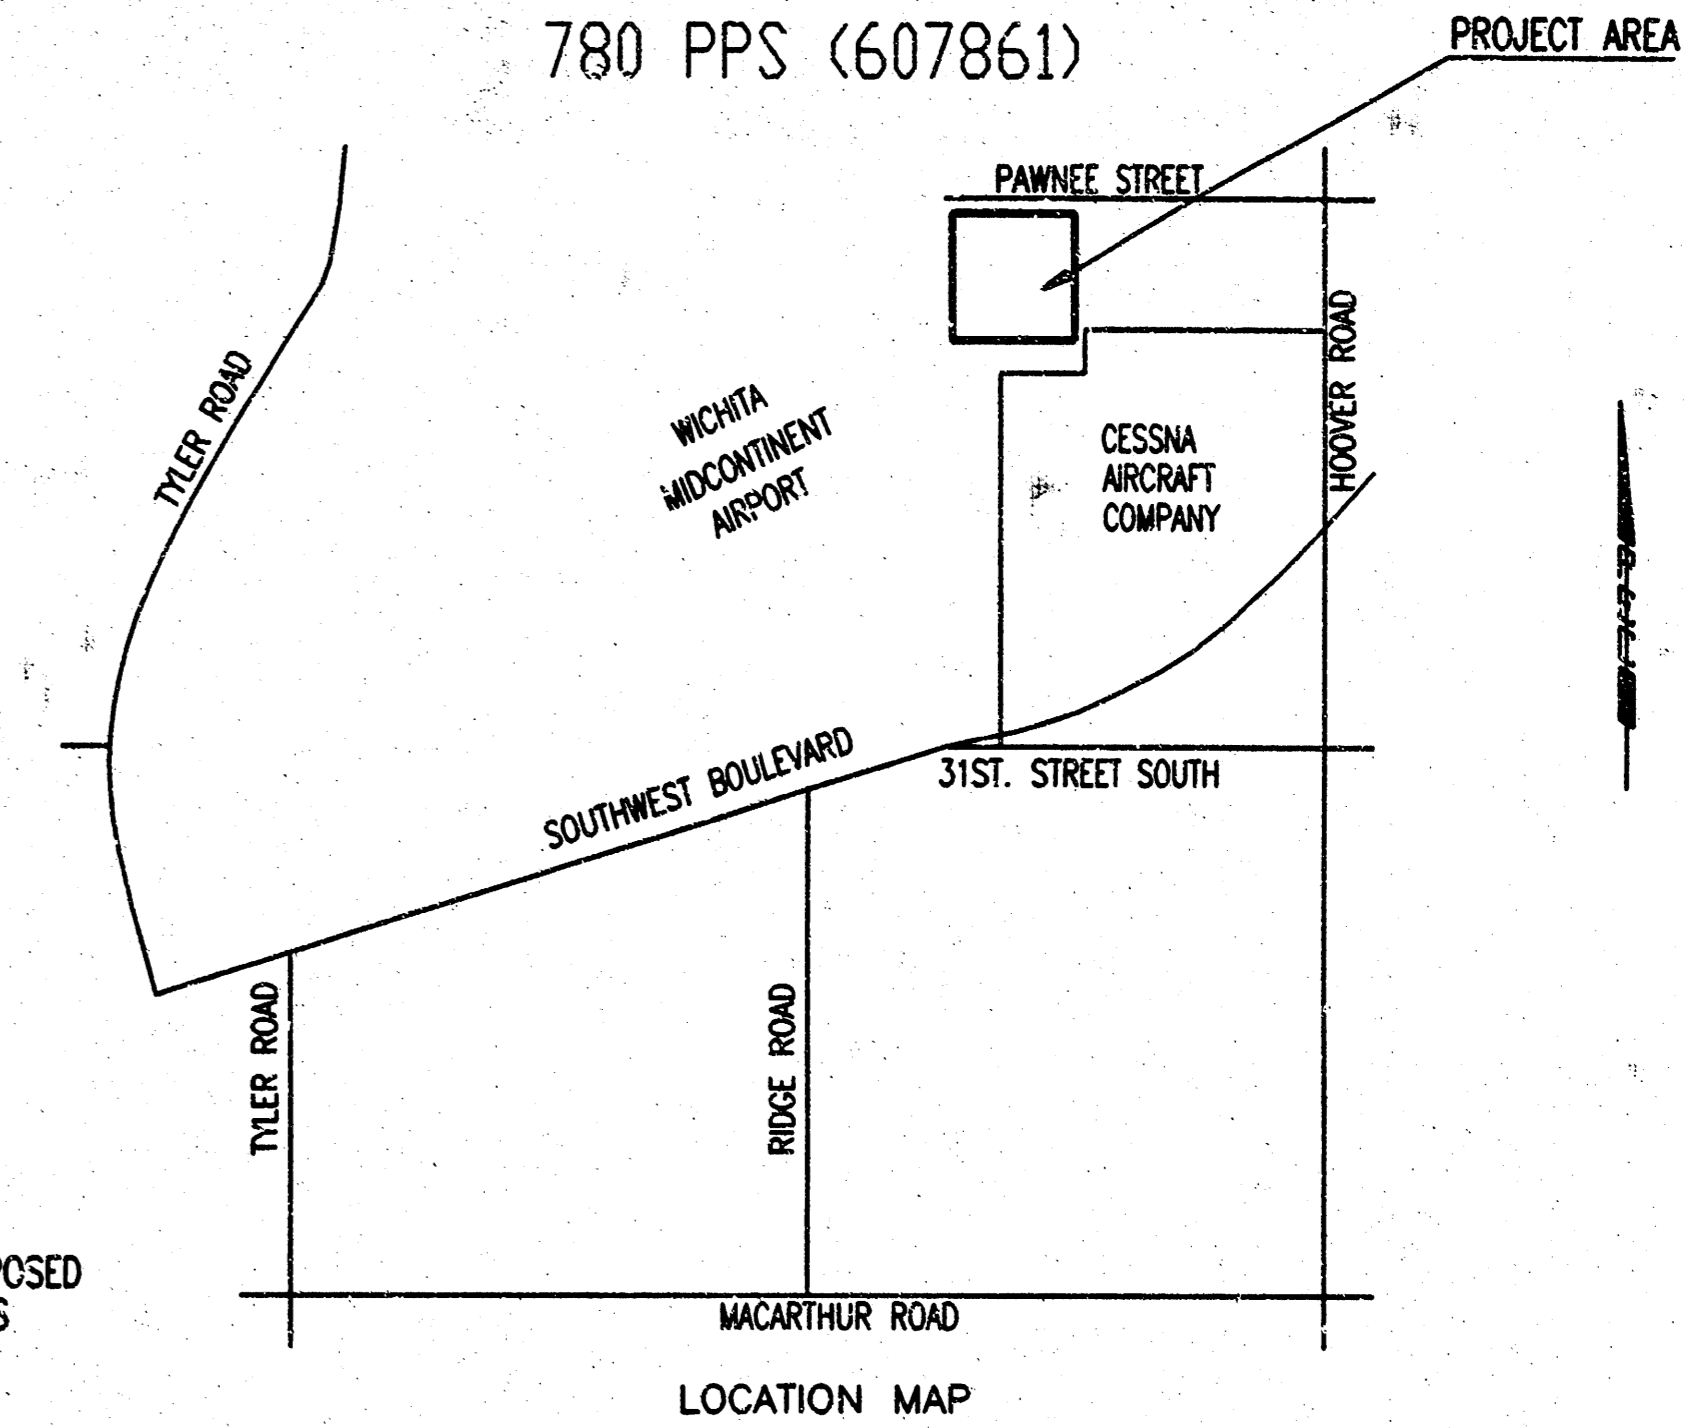 780 PPS (607861)
PROJECT AREA
PAWNEE STREET
HOOVER ROAD
TYLER ROAD
WICHITA
MIDCONTINENT
AIRPORT
CESSNA
AIRCRAFT
COMPANY
SOUTHWEST BOULEVARD
31ST. STREET SOUTH
TYLER ROAD
RIDGE ROAD
POSED
S
MACARTHUR ROAD
LOCATION MAP